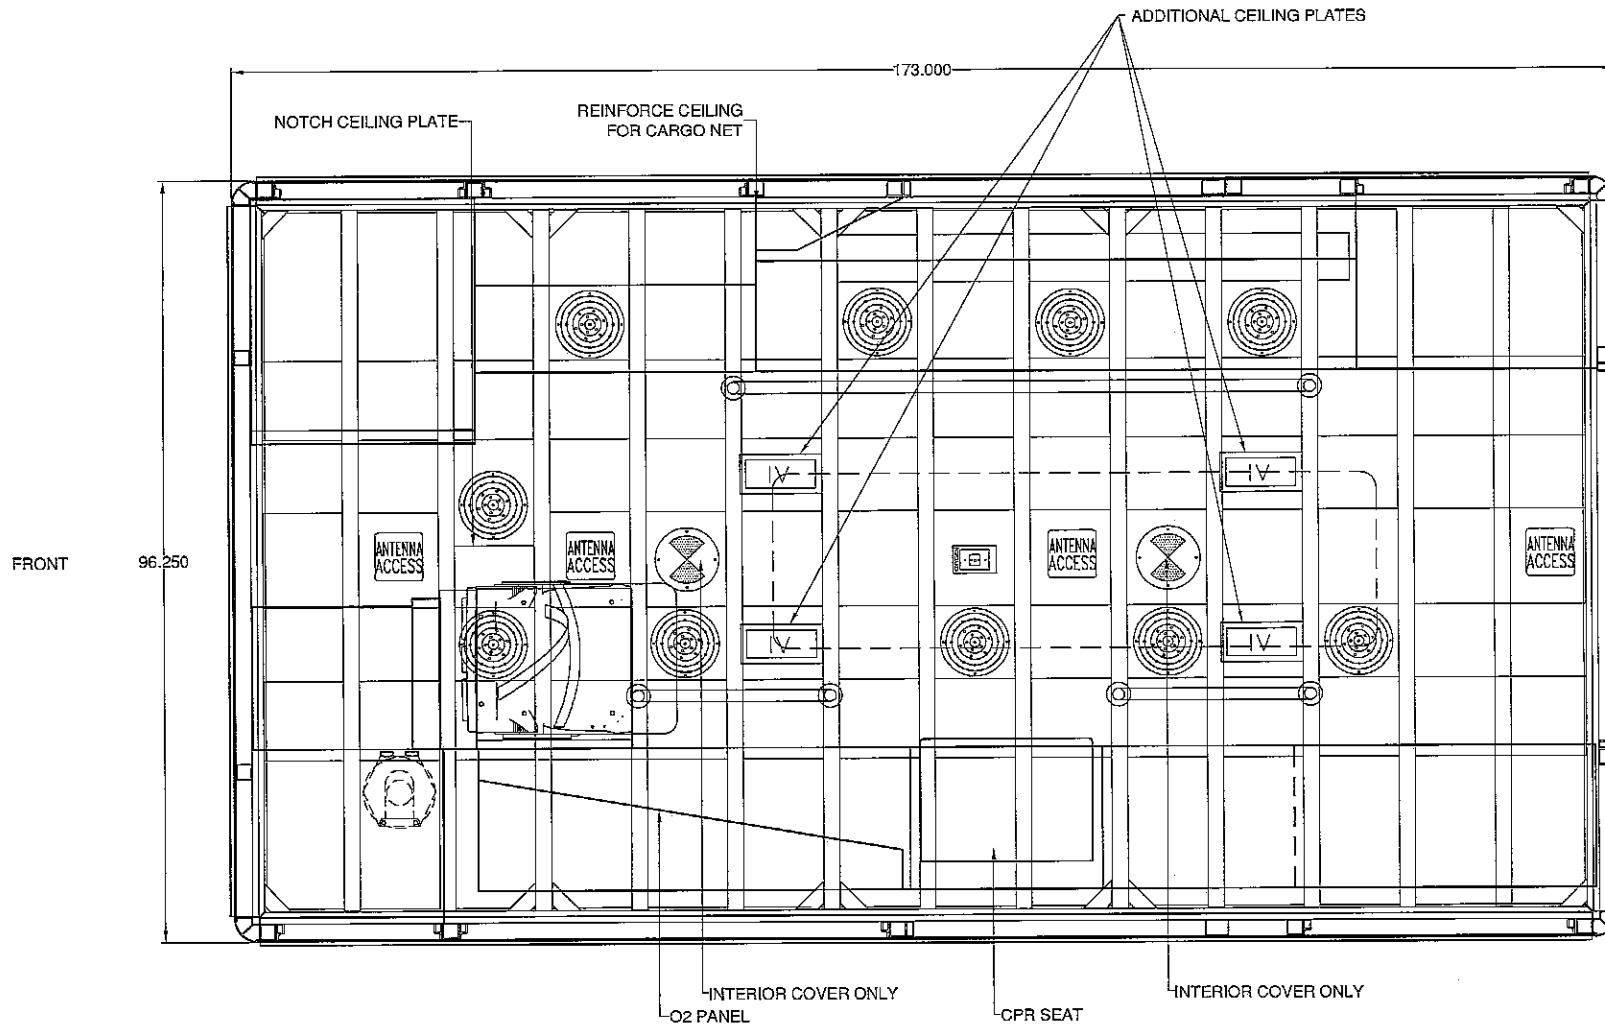 ADDITIONAL CEILING PLATES
173.000
REINFORCE CEILING
FOR CARGO NET
NOTCH CEILING PLATE
IV
IV
ANTENNA
ACCESS
ANTENNA
ACCESS
ANTENNA
ACCESS
ANTENNA
ACCESS
FRONT
96.250
IV
IV
INTERIOR COVER ONLY
INTERIOR COVER ONLY
O2 PANEL
CPR SEAT